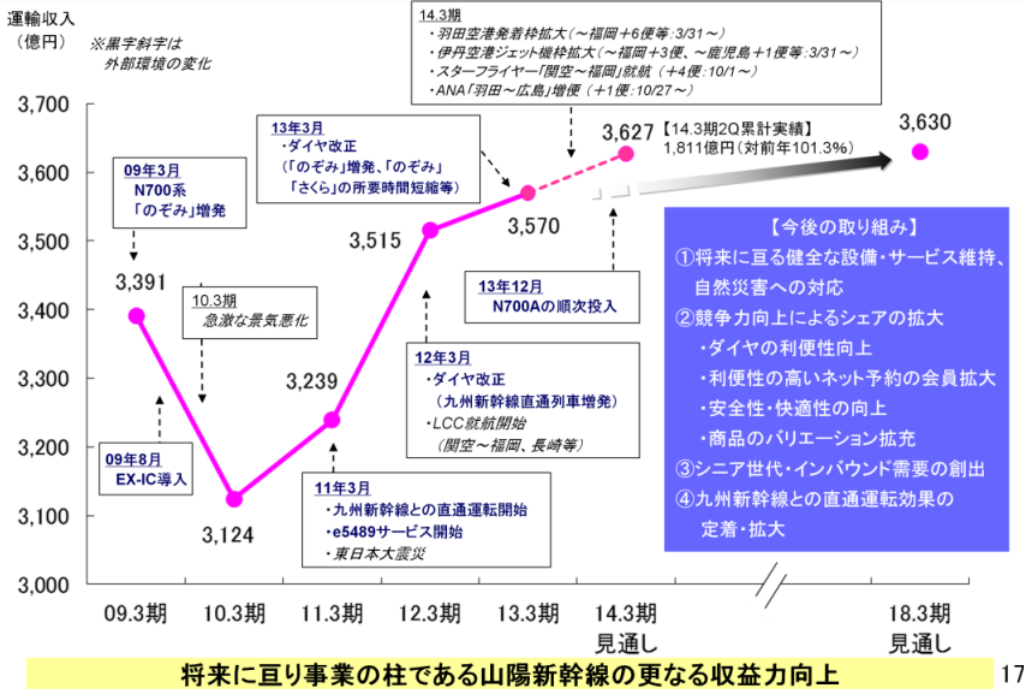 運輸収入
（億円）
※黒字斜字は
外部環境の変化
3,700
3,600
3,500
3,400
3,300
3,200
3,100
3,000
14.3期
・羽田空港発着枠拡大（～福岡＋6便等：3/31～）
・伊丹空港ジェット機枠拡大（～福岡＋3便、～鹿児島＋1便等：3/31～）
・スターフライヤー「関空～福岡」就航（＋4便：10/1～）
・ANA「羽田～広島」増便（＋1便：10/27～）
13年3月
・ダイヤ改正
（「のぞみ」増発、「のぞみ」
「さくら」の所要時間短縮等）
09年3月
N700系
「のぞみ」増発
3,391
10.3期
急激な景気悪化
09年8月
EX-IC導入
3,124
3,239
11年3月
・九州新幹線との直通運転開始
・e5489サービス開始
・東日本大震災
3,515
12年3月
・ダイヤ改正
（九州新幹線直通列車増発）
・LCC就航開始
（関空～福岡、長崎等）
3,570
3,627
【14.3期2Q累計実績】
1,811億円（対前年101.3%）
13年12月
N700Aの順次投入
3,630
【今後の取り組み】
①将来に亘る健全な設備・サービス維持、
自然災害への対応
②競争力向上によるシェアの拡大
・ダイヤの利便性向上
・利便性の高いネット予約の会員拡大
・安全性・快適性の向上
・商品のバリエーション拡充
③シニア世代・インバウンド需要の創出
④九州新幹線との直通運転効果の
定着・拡大
09.3期
10.3期
11.3期
12.3期
13.3期
14.3期
見通し
18.3期
見通し
将来に亘り事業の柱である山陽新幹線の更なる収益力向上
17